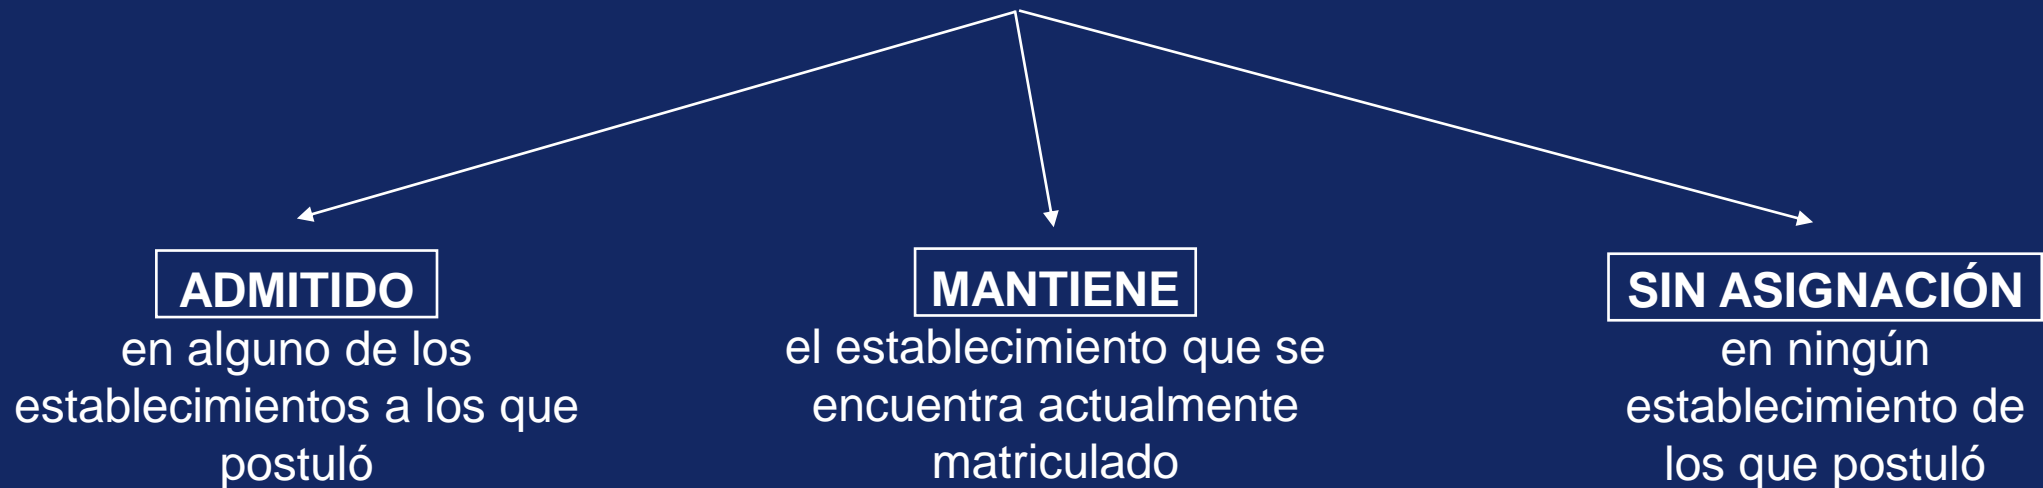 ADMITIDO
en alguno de los
establecimientos a los que
postuló
MANTIENE
el establecimiento que se
encuentra actualmente
matriculado
SIN ASIGNACIÓN
en ningún
establecimiento de
los que postuló